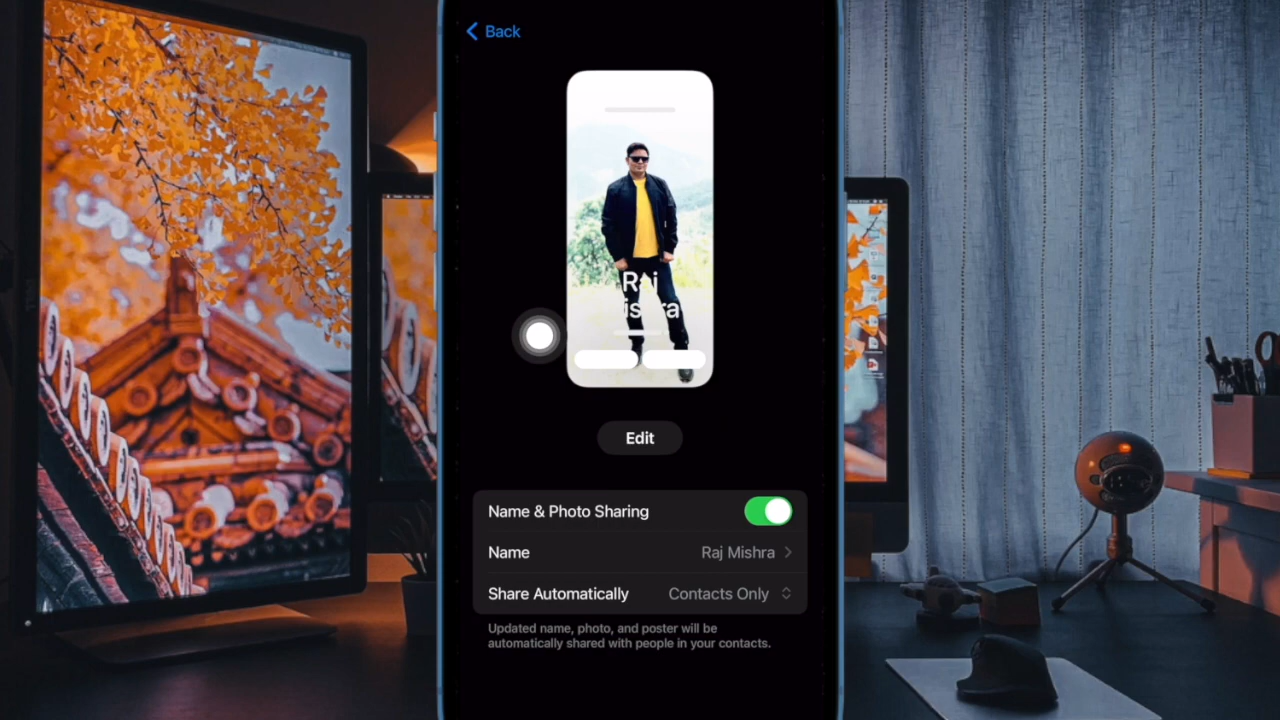 Back
Raj
Edit
Name & Photo Sharing
Name
Raj Mishra
Share Automatically
Contacts Only
Updated name, photo, and poster will be
automatically shared with people in your contacts.